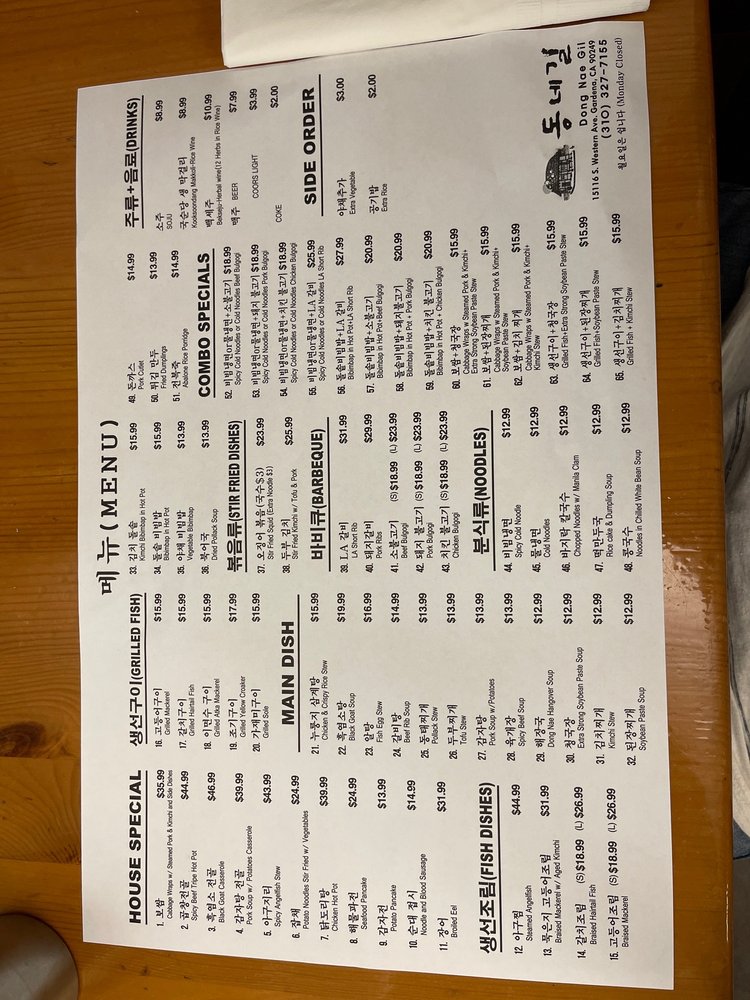 메뉴(MENU)
HOUSE SPECIAL
1. 보쌈 $35.99
Cabbage Wraps w/ Steamed Pork & Kimchi and Side Dishes
2. 곱창전골 $44.99
Spicy Beef Tripe Hot Pot
3. 흑염소 전골 $46.99
Black Goat Casserole
4. 감자탕 전골 $39.99
Pork Soup w/ Potatoes Casserole
5. 아구지리 $43.99
Spicy Angelfish Stew
6. 잡채 $24.99
Potato Noodles Stir Fried w/ Vegetables
7. 닭도리탕 $39.99
Chicken Hot Pot
8. 해물파전 $24.99
Seafood Pancake
9. 감자전 $13.99
Potato Pancake
10. 순대 접시 $14.99
Noodle and Blood Sausage
11. 장어 $31.99
Broiled Eel
생선조림(FISH DISHES)
12. 아구찜 $44.99
Steamed Angelfish
13. 묵은지 고등어조림 $31.99
Braised Mackerel w/ Aged Kimchi
14. 갈치조림 (S) $18.99 (L) $26.99
Braised Hairtail Fish
15. 고등어조림 (S) $18.99 (L) $26.99
Braised Mackerel
생선구이(GRILLED FISH)
16. 고등어구이 $15.99
Grilled Mackerel
17. 갈치구이 $15.99
Grilled Hairtail Fish
18. 이면수 구이 $15.99
Grilled Atka Mackerel
19. 조기구이 $17.99
Grilled Yellow Croaker
20. 가재미구이 $15.99
Grilled Sole
MAIN DISH
21. 누룽지 삼계탕 $15.99
Chicken & Crispy Rice Stew
22. 흑염소탕 $19.99
Black Goat Soup
23. 알탕 $16.99
Fish Egg Stew
24. 갈비탕 $14.99
Beef Rib Soup
25. 동태찌개 $13.99
Pollack Stew
26. 두부찌개 $13.99
Tofu Stew
27. 감자탕 $13.99
Pork Soup w/Potatoes
28. 육개장 $13.99
Spicy Beef Soup
29. 해장국 $12.99
Dong Nae Hangover Soup
30. 청국장 $12.99
Extra Strong Soybean Paste Soup
31. 김치찌개 $12.99
Kimchi Stew
32. 된장찌개 $12.99
Soybean Paste Soup
33. 김치 돌솥 $15.99
Kimchi Bibimbap in Hot Pot
34. 돌솥 비빔밥 $15.99
Bibimbap in Hot Pot
35. 야채 비빔밥 $13.99
Vegetable Bibimbap
36. 북어국 $13.99
Dried Pollack Soup
볶음류(STIR FRIED DISHES)
37. 오징어 볶음(국수$3) $23.99
Stir Fried Squid (Extra Noodle $3)
38. 두부 김치 $25.99
Stir Fried Kimchi w/ Tofu & Pork
바비큐(BARBEQUE)
39. LA 갈비 $31.99
LA Short Rib
40. 돼지갈비 $29.99
Pork Ribs
41. 소불고기 (S) $18.99 (L) $23.99
Beef Bulgogi
42. 돼지 불고기 (S) $18.99 (L) $23.99
Pork Bulgogi
43. 치킨 불고기 (S) $18.99 (L) $23.99
Chicken Bulgogi
분식류(NOODLES)
44. 비빔냉면 $12.99
Spicy Cold Noodle
45. 물냉면 $12.99
Cold Noodles
46. 바지락 칼국수 $12.99
Chopped Noodles w/ Manila Clam
47. 떡만두국 $12.99
Rice cake & Dumpling Soup
48. 콩국수 $12.99
Noodles in Chilled White Bean Soup
49. 돈까스 $14.99
Pork Cutlet
50. 튀김 만두 $13.99
Fried Dumplings
51. 전복죽 $14.99
Abalone Rice Porridge
COMBO SPECIALS
52. 비빔냉면or물냉면+소불고기 $18.99
Spicy Cold Noodles or Cold Noodles Beef Bulgogi
53. 비빔냉면or물냉면+돼지 불고기 $18.99
Spicy Cold Noodles or Cold Noodles Pork Bulgogi
54. 비빔냉면or물냉면+치킨 불고기 $18.99
Spicy Cold Noodles or Cold Noodles Chicken Bulgogi
55. 비빔냉면or물냉면+LA 갈비 $25.99
Spicy Cold Noodles or Cold Noodles LA Short Rib
56. 돌솥비빔밥+LA 갈비 $27.99
Bibimbap in Hot Pot+LA Short Rib
57. 돌솥비빔밥+소불고기 $20.99
Bibimbap in Hot Pot+Beef Bulgogi
58. 돌솥비빔밥+돼지불고기 $20.99
Bibimbap in Hot Pot + Pork Bulgogi
59. 돌솥비빔밥+치킨 불고기 $20.99
Bibimbap in Hot Pot + Chicken Bulgogi
60. 보쌈+청국장 $15.99
Cabbage Wraps w Steamed Pork & Kimchi+
Extra Strong Soybean Paste Stew
61. 보쌈+된장찌개 $15.99
Cabbage Wraps w Steamed Pork & Kimchi+
Soybean Paste Stew
62. 보쌈+김치 찌개 $15.99
Cabbage Wraps w Steamed Pork & Kimchi+
Kimchi Stew
63. 생선구이+청국장 $15.99
Grilled Fish+Extra Strong Soybean Paste Stew
64. 생선구이+된장찌개 $15.99
Grilled Fish+Soybean Paste Stew
65. 생선구이+김치찌개 $15.99
Grilled Fish + Kimchi Stew
주류+음료(DRINKS)
소주 $8.99
SOJU
국순당 생 막걸리 $8.99
Kooksoondang Makkoli-Rice Wine
백세주 $10.99
Bekseju-Herbal wine(12 Herbs in Rice Wine)
맥주 BEER $7.99
COORS LIGHT $3.99
COKE $2.00
SIDE ORDER
야채추가 $3.00
Extra Vegetable
공기밥 $2.00
Extra Rice
동네길
Dong Nae Gil
15116 S. Western Ave. Gardena, CA 90249
(310) 327-7155
월요일은 쉽니다 (Monday Closed)